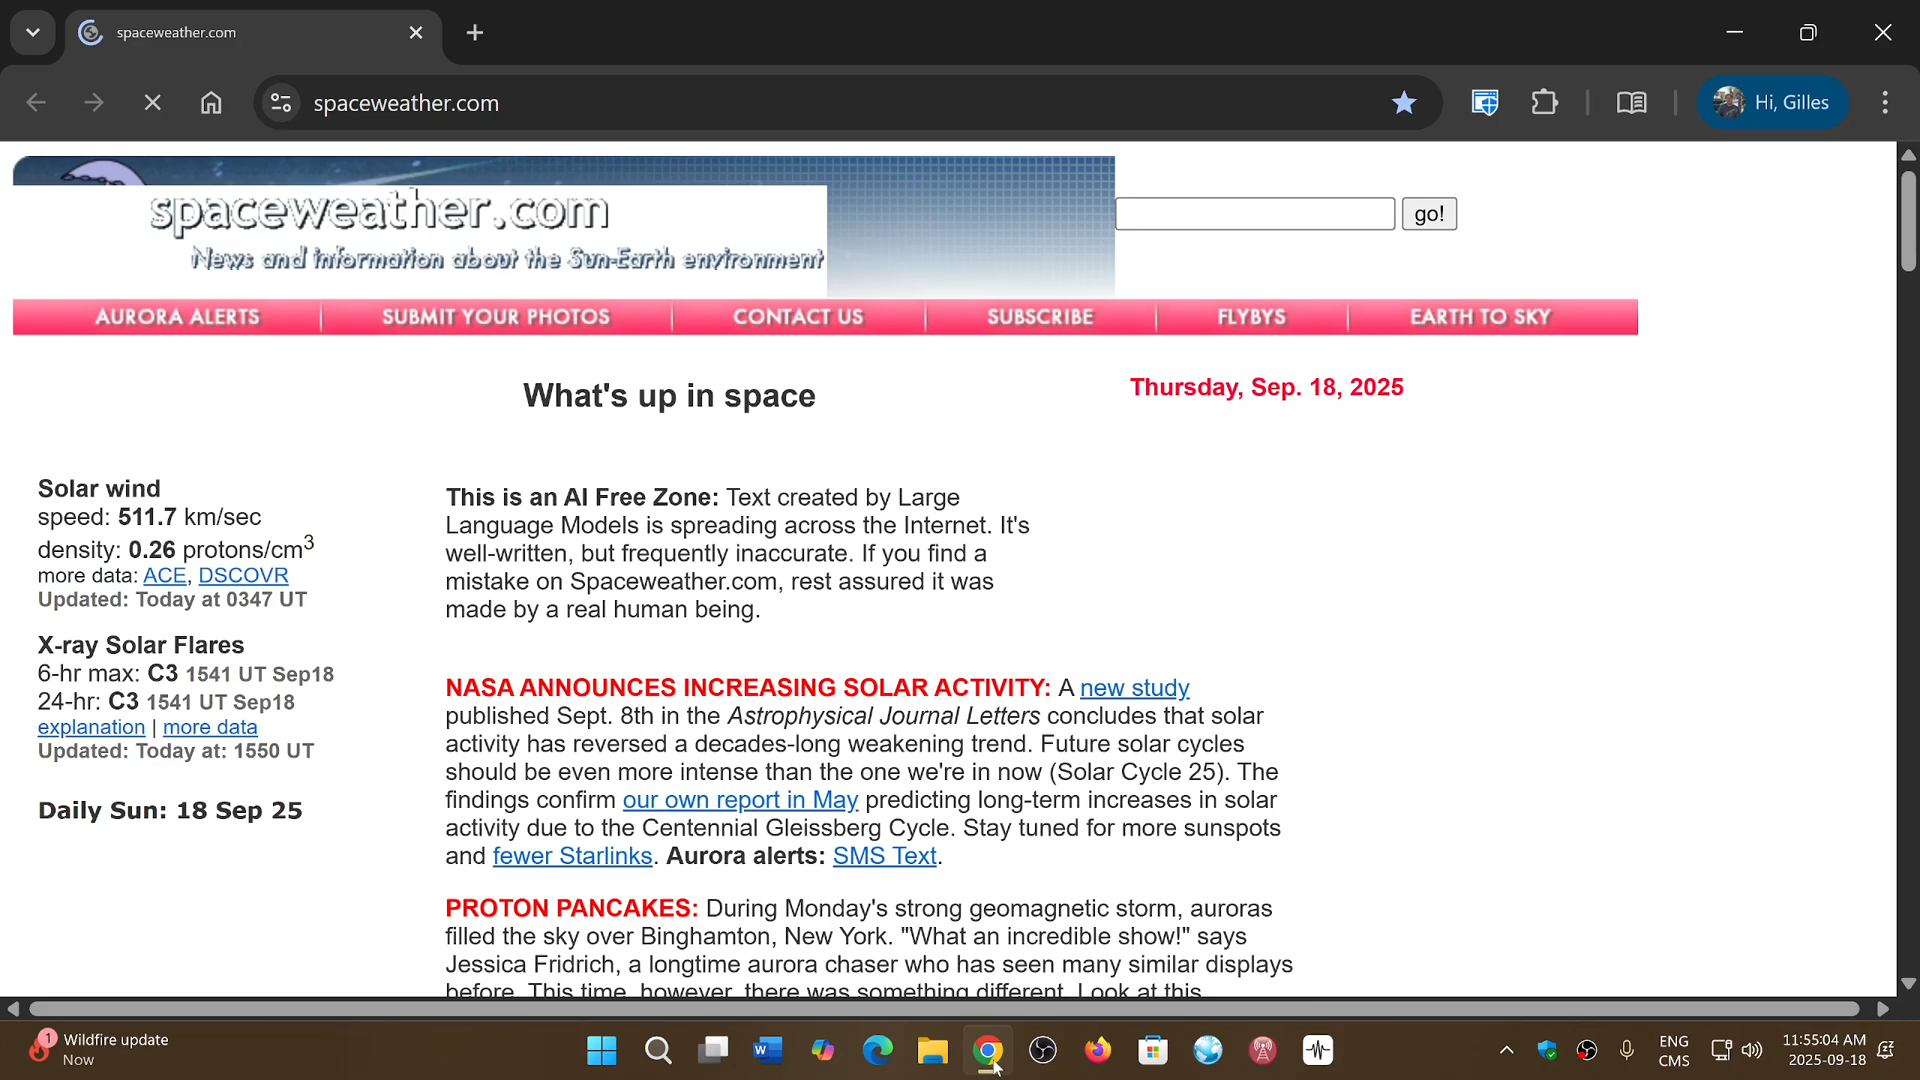 spaceweather.com
spaceweather.com
Hi, Gilles
spaceweather.com
News and information about the Sun-Earth environment
go!
AURORA ALERTS
SUBMIT YOUR PHOTOS
CONTACT US
SUBSCRIBE
FLYBYS
EARTH TO SKY
What's up in space
Thursday, Sep. 18, 2025
Solar wind
speed: 511.7 km/sec
density: 0.26 protons/cm3
more data: ACE, DSCOVR
Updated: Today at 0347 UT
X-ray Solar Flares
6-hr max: C3 1541 UT Sep18
24-hr: C3 1541 UT Sep18
explanation | more data
Updated: Today at: 1550 UT
Daily Sun: 18 Sep 25
This is an AI Free Zone: Text created by Large
Language Models is spreading across the Internet. It's
well-written, but frequently inaccurate. If you find a
mistake on Spaceweather.com, rest assured it was
made by a real human being.
NASA ANNOUNCES INCREASING SOLAR ACTIVITY: A new study
published Sept. 8th in the Astrophysical Journal Letters concludes that solar
activity has reversed a decades-long weakening trend. Future solar cycles
should be even more intense than the one we're in now (Solar Cycle 25). The
findings confirm our own report in May predicting long-term increases in solar
activity due to the Centennial Gleissberg Cycle. Stay tuned for more sunspots
and fewer Starlinks. Aurora alerts: SMS Text.
PROTON PANCAKES: During Monday's strong geomagnetic storm, auroras
filled the sky over Binghamton, New York. "What an incredible show!" says
Jessica Fridrich, a longtime aurora chaser who has seen many similar displays
before. This time, however, there was something different. Look at this
1
Wildfire update
Now
W
ENG
CMS
11:55:04 AM
2025-09-18